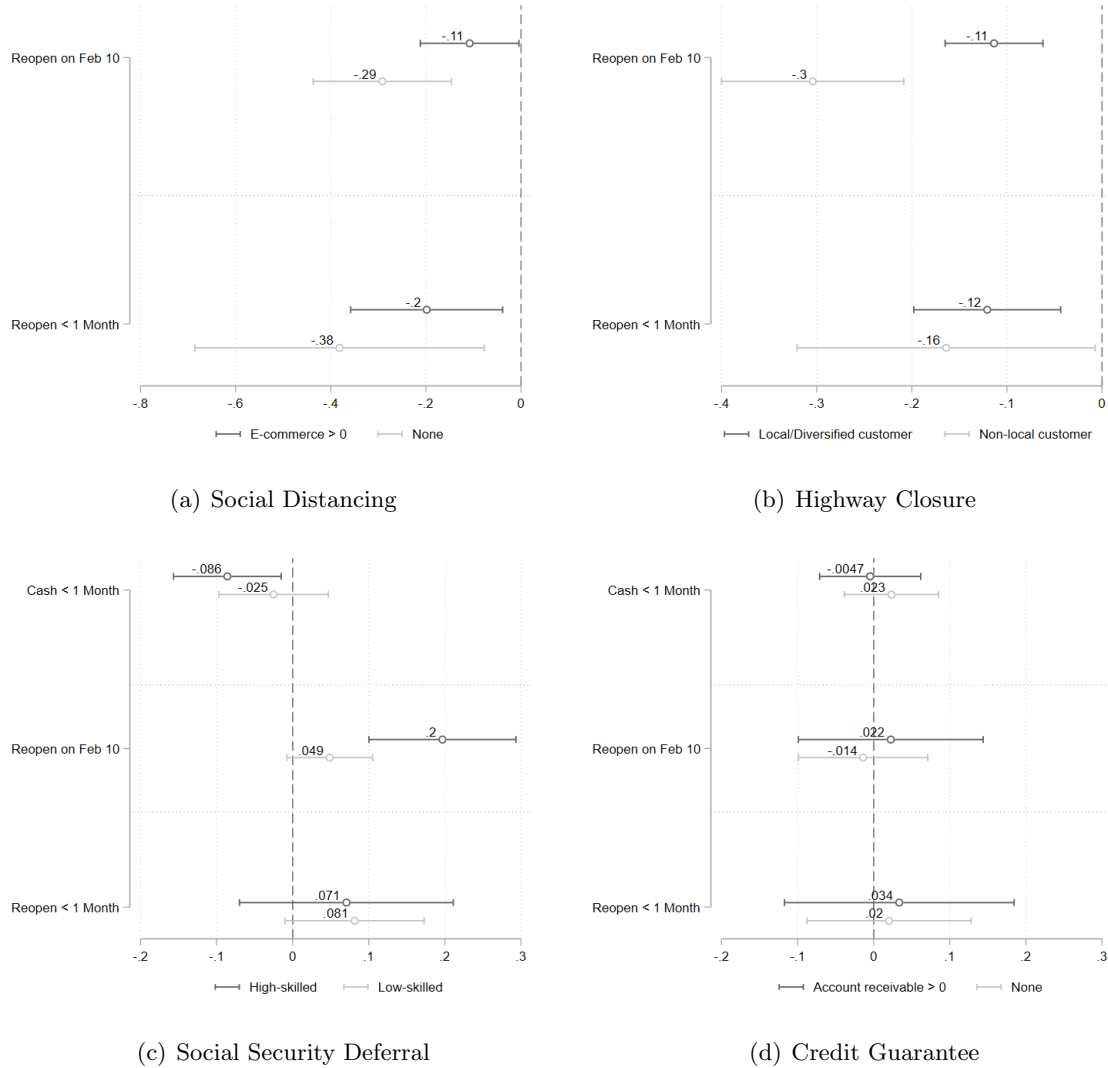 Reopen on Feb 10
-.11
-.29
Reopen < 1 Month
-.2
-.38
-.8 -.6 -.4 -.2 0
E-commerce > 0 None
(a) Social Distancing
Reopen on Feb 10
-.11
-.3
Reopen < 1 Month
-.12
-.16
-.4 -.3 -.2 -.1 0
Local/Diversified customer Non-local customer
(b) Highway Closure
Cash < 1 Month
-.086
-.025
Reopen on Feb 10
.2
.049
Reopen < 1 Month
.071
.081
-.2 -.1 0 .1 .2 .3
High-skilled Low-skilled
(c) Social Security Deferral
Cash < 1 Month
-.0047
.023
Reopen on Feb 10
.022
-.014
Reopen < 1 Month
.034
.02
-.2 -.1 0 .1 .2 .3
Account receivable > 0 None
(d) Credit Guarantee